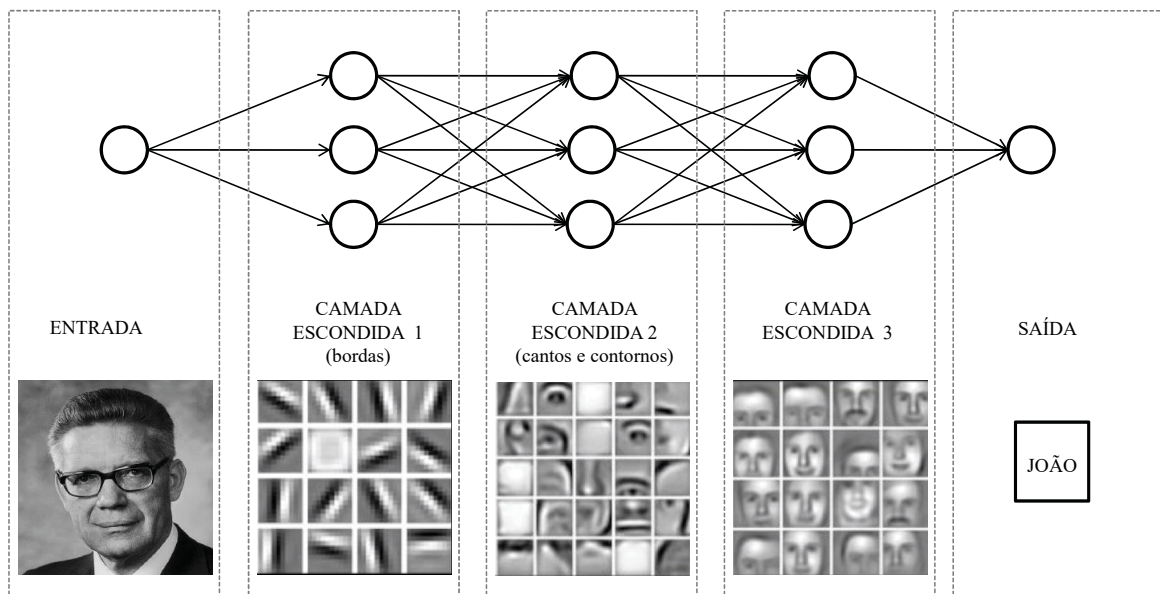 ENTRADA
CAMADA
ESCONDIDA 1
(bordas)
CAMADA
ESCONDIDA 2
(cantos e contornos)
CAMADA
ESCONDIDA 3
SAÍDA
JOÃO